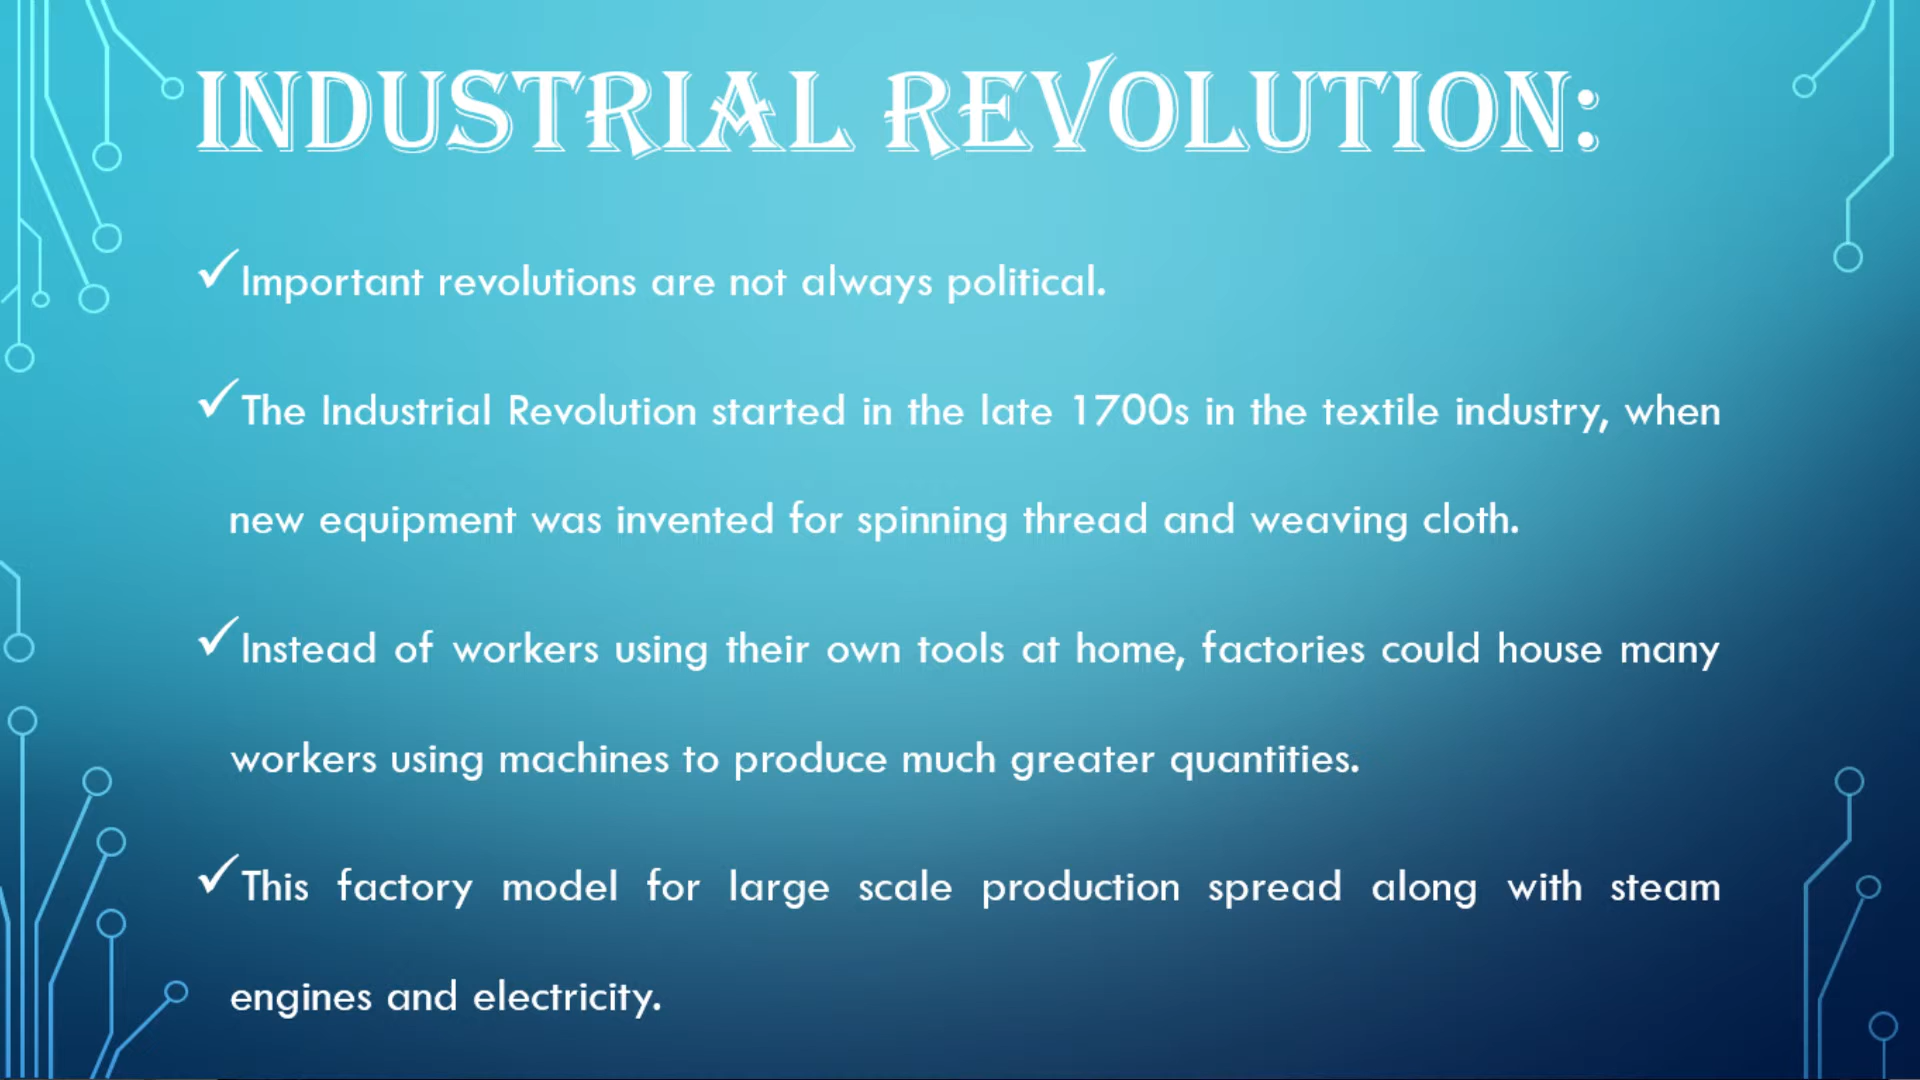 INDUSTRIAL REVOLUTION:
✓Important revolutions are not always political.
✓The Industrial Revolution started in the late 1700s in the textile industry, when
new equipment was invented for spinning thread and weaving cloth.
✓Instead of workers using their own tools at home, factories could house many
workers using machines to produce much greater quantities.
✓This factory model for large scale production spread along with steam
engines and electricity.